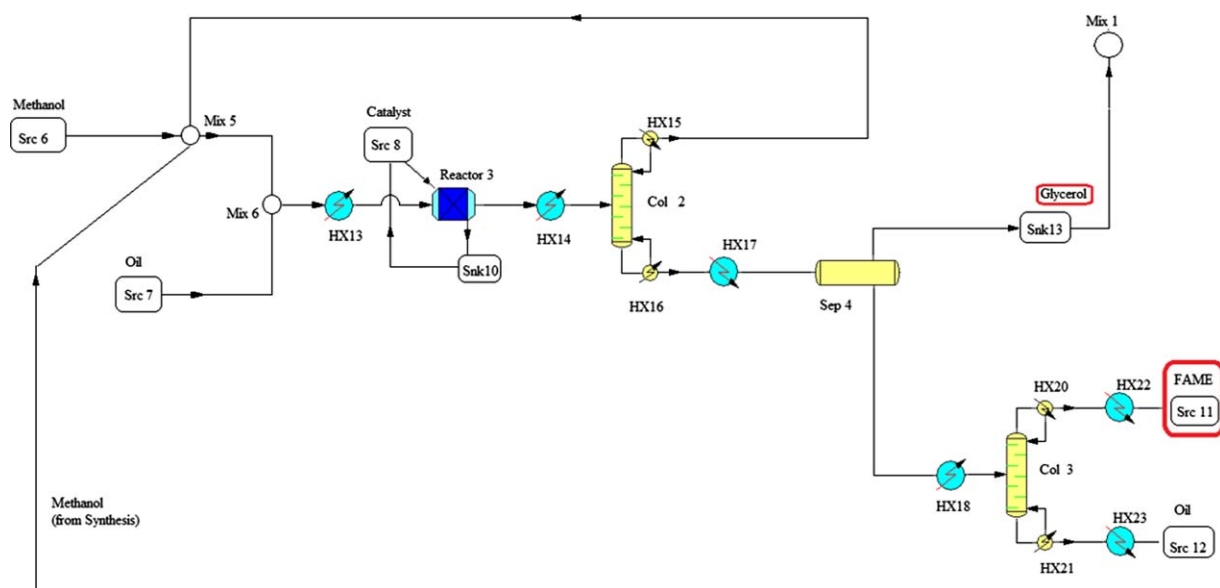 Mix 1
Methanol
Src 6
Mix 5
Catalyst
Src 8
HX15
Reactor 3
Col 2
Glycerol
Snk13
Mix 6
HX13
HX14
HX17
Oil
Src 7
Snk10
HX16
Sep 4
HX20
HX22
FAME
Src 11
Col 3
Methanol
(from Synthesis)
HX18
HX23
Oil
Src 12
HX21